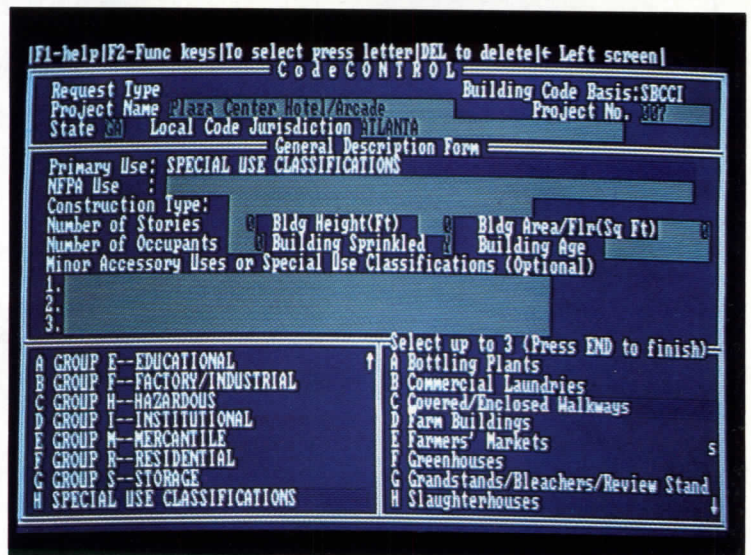 |F1-help|F2-Func keys|To select press letter|DEL to delete|← Left screen|
CodeCONTROL
Request Type Building Code Basis:SBCCI
Project Name Plaza Center Hotel/Arcade Project No. 007
State GA Local Code Jurisdiction ATLANTA
General Description Form
Primary Use: SPECIAL USE CLASSIFICATIONS
NFPA Use :
Construction Type:
Number of Stories 0 Bldg Height(Ft) 0 Bldg Area/Flr(Sq Ft) 0
Number of Occupants 0 Building Sprinkled N Building Age
Minor Accessory Uses or Special Use Classifications (Optional)
1.
2.
3.
A GROUP E--EDUCATIONAL ↑
B GROUP F--FACTORY/INDUSTRIAL
C GROUP H--HAZARDOUS
D GROUP I--INSTITUTIONAL
E GROUP M--MERCANTILE
F GROUP R--RESIDENTIAL
G GROUP S--STORAGE
H SPECIAL USE CLASSIFICATIONS
Select up to 3 (Press END to finish)
A Bottling Plants
B Commercial Laundries
C Covered/Enclosed Walkways
D Farm Buildings
E Farmers' Markets s
F Greenhouses
G Grandstands/Bleachers/Review Stand
H Slaughterhouses ↓